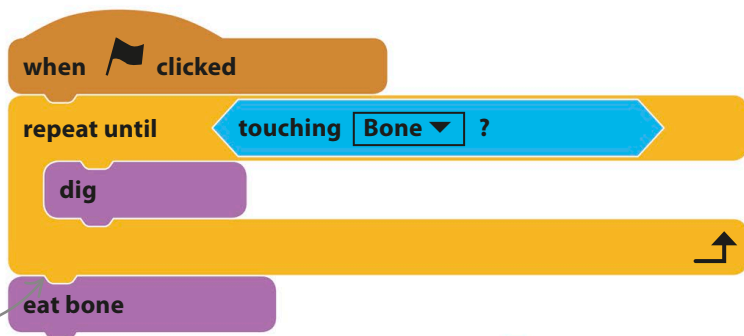 when clicked
repeat until touching Bone ?
dig
eat bone